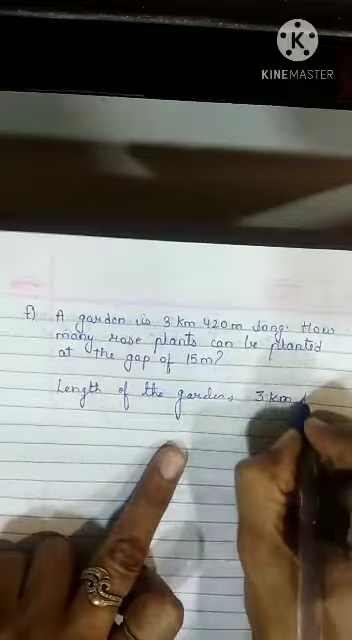 KINEMASTER
f) A garden is 3 km 420 m long. How
many rose plants can be planted
at the gap of 15 m?
Length of the garden, 3 km